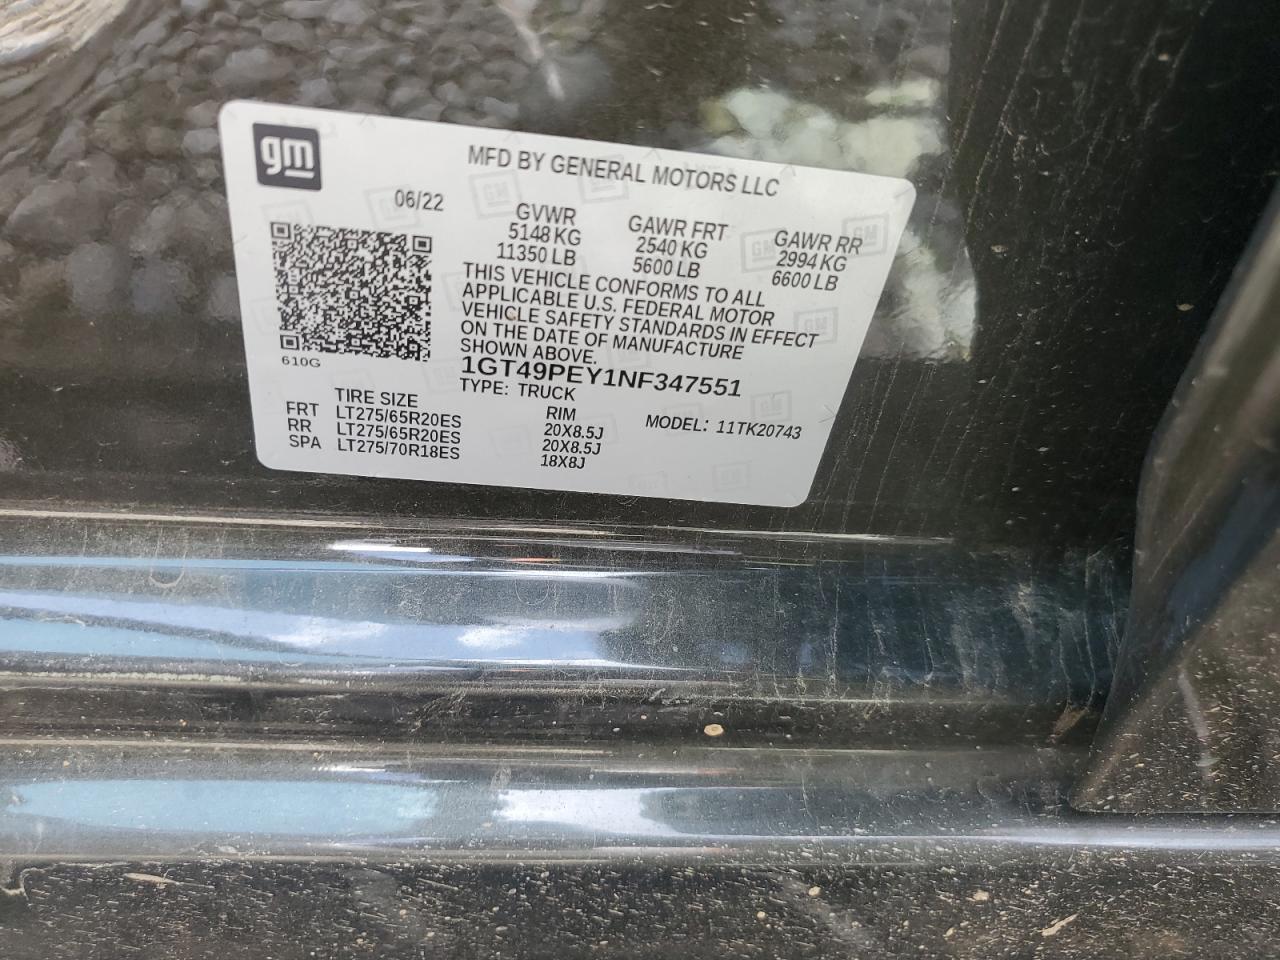 gm
MFD BY GENERAL MOTORS LLC
06/22
GVWR GAWR FRT GAWR RR
5148 KG 2540 KG 2994 KG
11350 LB 5600 LB 6600 LB
THIS VEHICLE CONFORMS TO ALL
APPLICABLE U.S. FEDERAL MOTOR
VEHICLE SAFETY STANDARDS IN EFFECT
ON THE DATE OF MANUFACTURE
SHOWN ABOVE.
610G
1GT49PEY1NF347551
TYPE: TRUCK
TIRE SIZE RIM MODEL: 11TK20743
FRT LT275/65R20ES 20X8.5J
RR LT275/65R20ES 20X8.5J
SPA LT275/70R18ES 18X8J